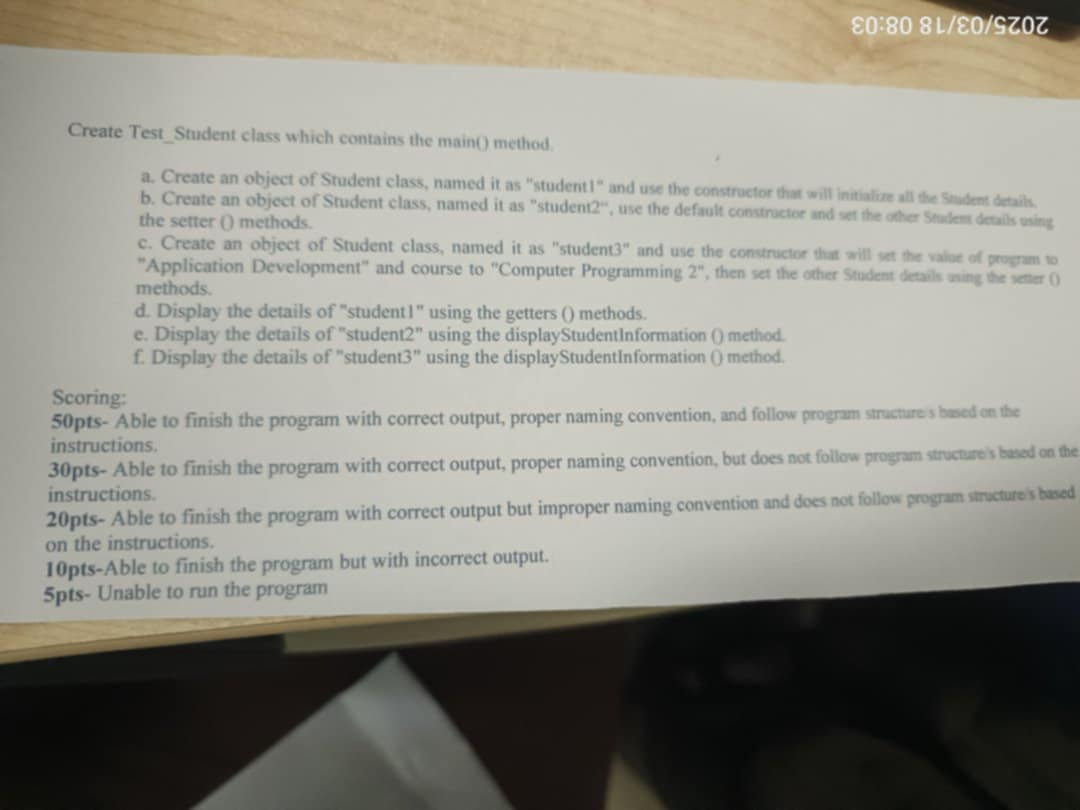 2025/03/18 08:03
Create Test_Student class which contains the main() method.
a. Create an object of Student class, named it as "student1" and use the constructor that will initialize all the Student details.
b. Create an object of Student class, named it as "student2", use the default constructor and set the other Student details using
the setter () methods.
c. Create an object of Student class, named it as "student3" and use the constructor that will set the value of program to
"Application Development" and course to "Computer Programming 2", then set the other Student details using the setter ()
methods.
d. Display the details of "student1" using the getters () methods.
e. Display the details of "student2" using the displayStudentInformation () method.
f. Display the details of "student3" using the displayStudentInformation () method.
Scoring:
50pts- Able to finish the program with correct output, proper naming convention, and follow program structure/s based on the
instructions.
30pts- Able to finish the program with correct output, proper naming convention, but does not follow program structure/s based on the
instructions.
20pts- Able to finish the program with correct output but improper naming convention and does not follow program structure/s based
on the instructions.
10pts-Able to finish the program but with incorrect output.
5pts- Unable to run the program